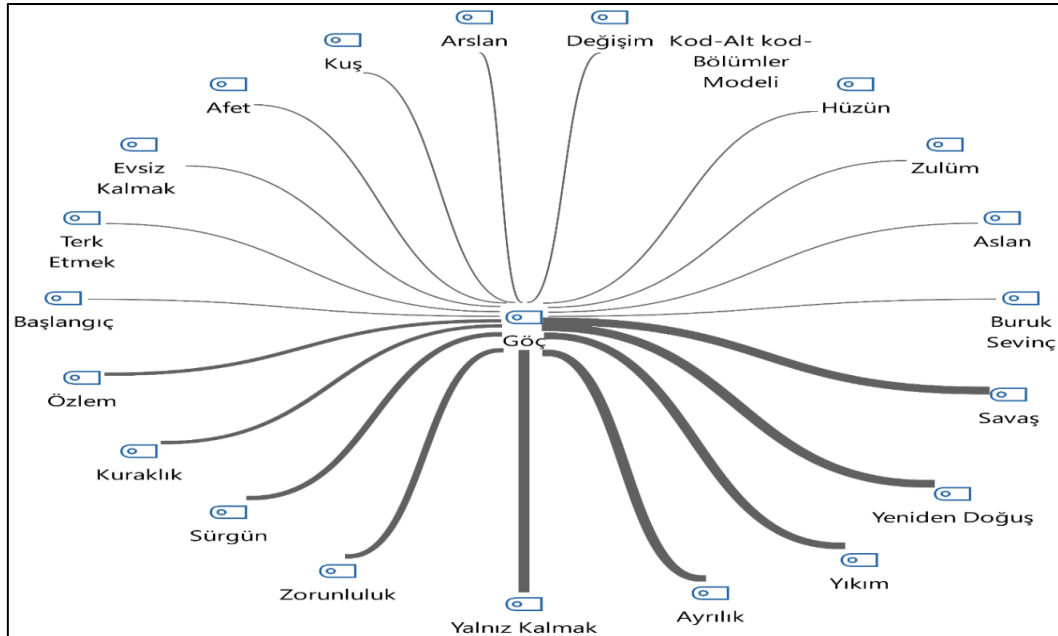 Arslan
Değişim
Kod-Alt kod-
Bölümler
Modeli
Kuş
Hüzün
Afet
Zulüm
Evsiz
Kalmak
Aslan
Terk
Etmek
Buruk
Sevinç
Başlangıç
Göç
Özlem
Savaş
Kuraklık
Yeniden Doğuş
Sürgün
Yıkım
Zorunluluk
Ayrılık
Yalnız Kalmak